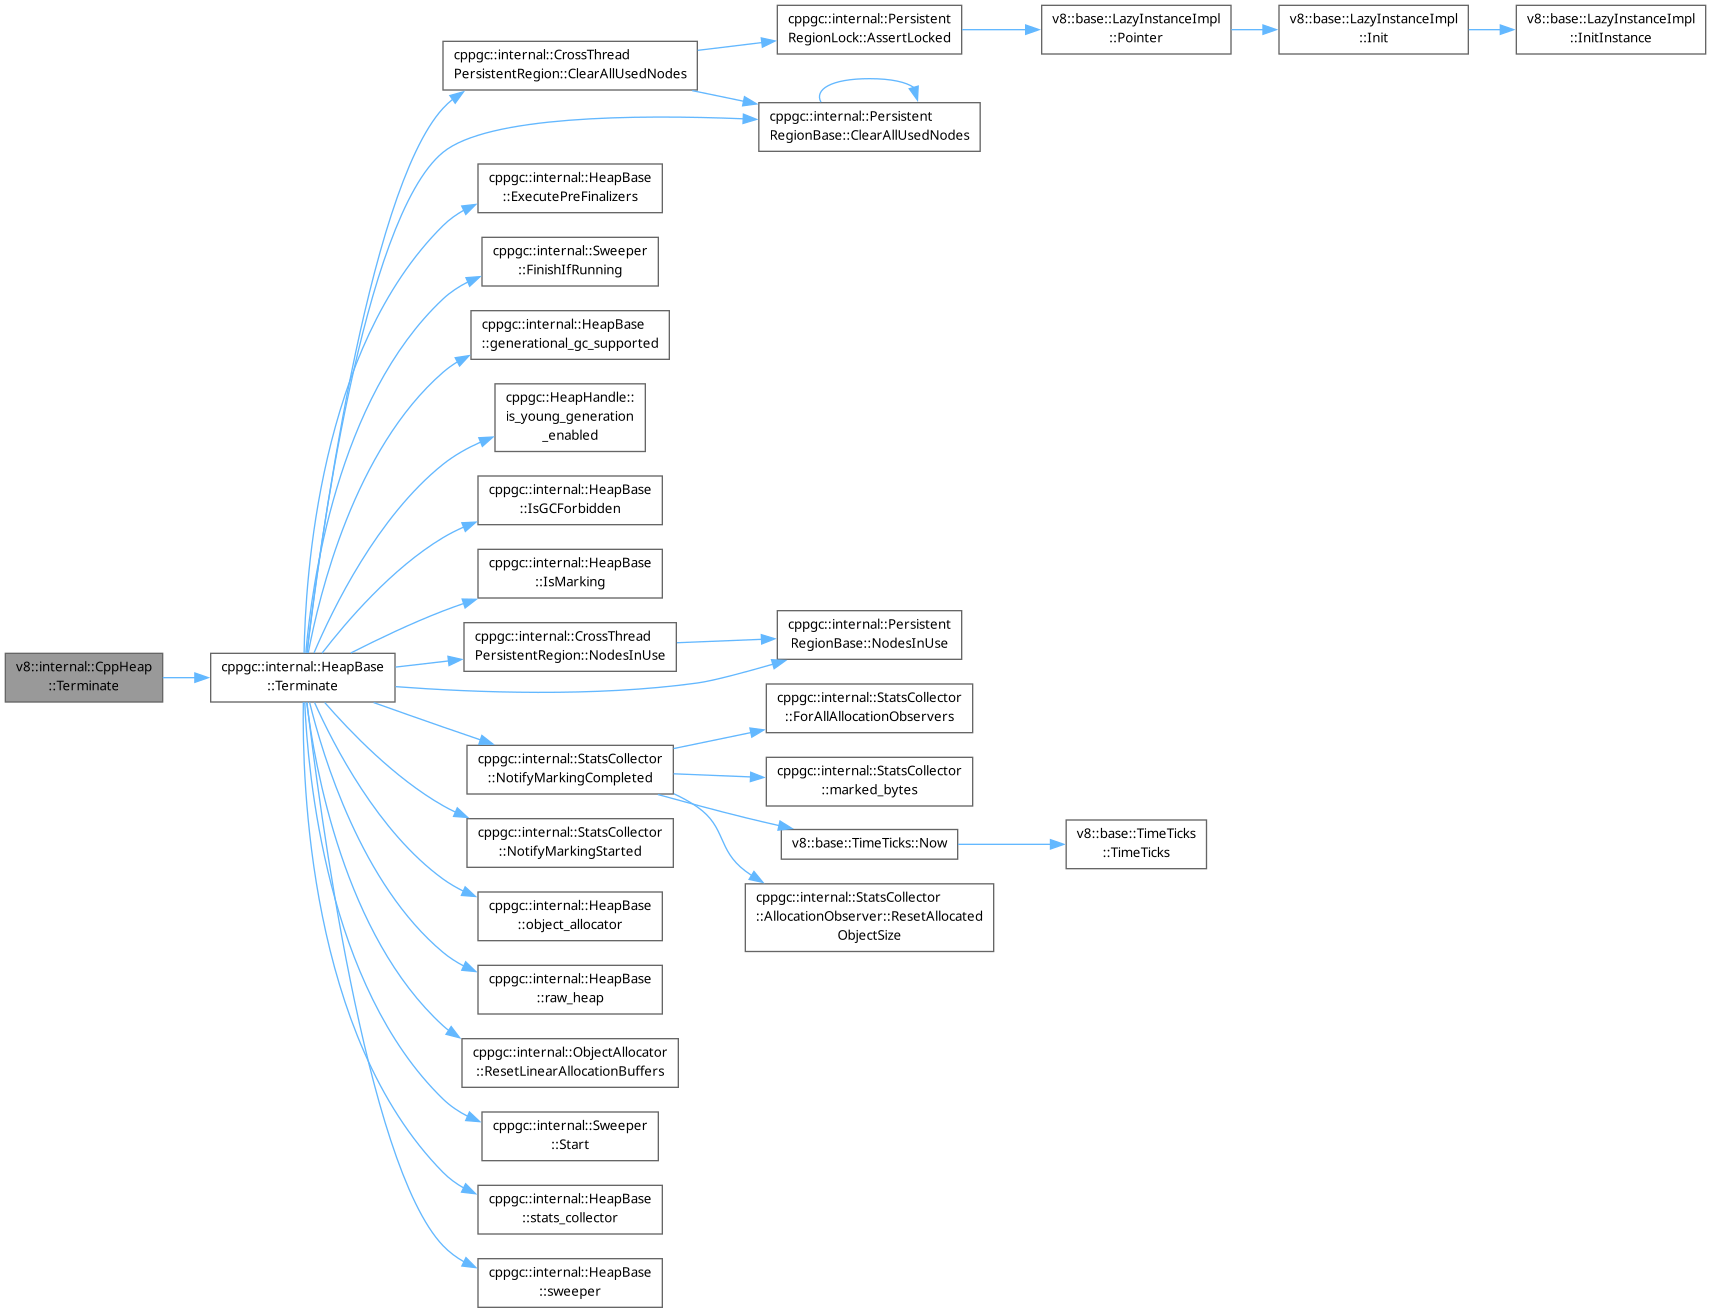 cppgc::internal::Persistent
RegionLock::AssertLocked
v8::base::LazyInstanceImpl
::Pointer
v8::base::LazyInstanceImpl
::Init
v8::base::LazyInstanceImpl
::InitInstance
cppgc::internal::CrossThread
PersistentRegion::ClearAllUsedNodes
cppgc::internal::Persistent
RegionBase::ClearAllUsedNodes
cppgc::internal::HeapBase
::ExecutePreFinalizers
cppgc::internal::Sweeper
::FinishIfRunning
cppgc::internal::HeapBase
::generational_gc_supported
cppgc::HeapHandle::
is_young_generation
_enabled
cppgc::internal::HeapBase
::IsGCForbidden
cppgc::internal::HeapBase
::IsMarking
v8::internal::CppHeap
::Terminate
cppgc::internal::HeapBase
::Terminate
cppgc::internal::CrossThread
PersistentRegion::NodesInUse
cppgc::internal::Persistent
RegionBase::NodesInUse
cppgc::internal::StatsCollector
::NotifyMarkingCompleted
cppgc::internal::StatsCollector
::ForAllAllocationObservers
cppgc::internal::StatsCollector
::marked_bytes
v8::base::TimeTicks::Now
v8::base::TimeTicks
::TimeTicks
cppgc::internal::StatsCollector
::AllocationObserver::ResetAllocated
ObjectSize
cppgc::internal::StatsCollector
::NotifyMarkingStarted
cppgc::internal::HeapBase
::object_allocator
cppgc::internal::HeapBase
::raw_heap
cppgc::internal::ObjectAllocator
::ResetLinearAllocationBuffers
cppgc::internal::Sweeper
::Start
cppgc::internal::HeapBase
::stats_collector
cppgc::internal::HeapBase
::sweeper